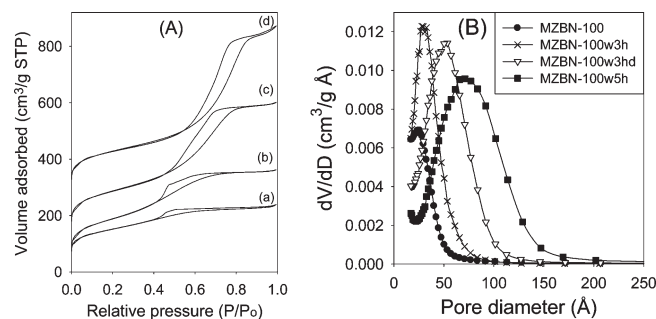 (A)
(d)
(c)
(b)
(a)
800
600
400
200
0
0.0 0.2 0.4 0.6 0.8 1.0
Volume adsorbed (cm³/g STP)
Relative pressure (P/Po)
(B)
MZBN-100
MZBN-100w3h
MZBN-100w3hd
MZBN-100w5h
0.012
0.010
0.008
0.006
0.004
0.002
0.000
0 50 100 150 200 250
dV/dD (cm³/g Å)
Pore diameter (Å)